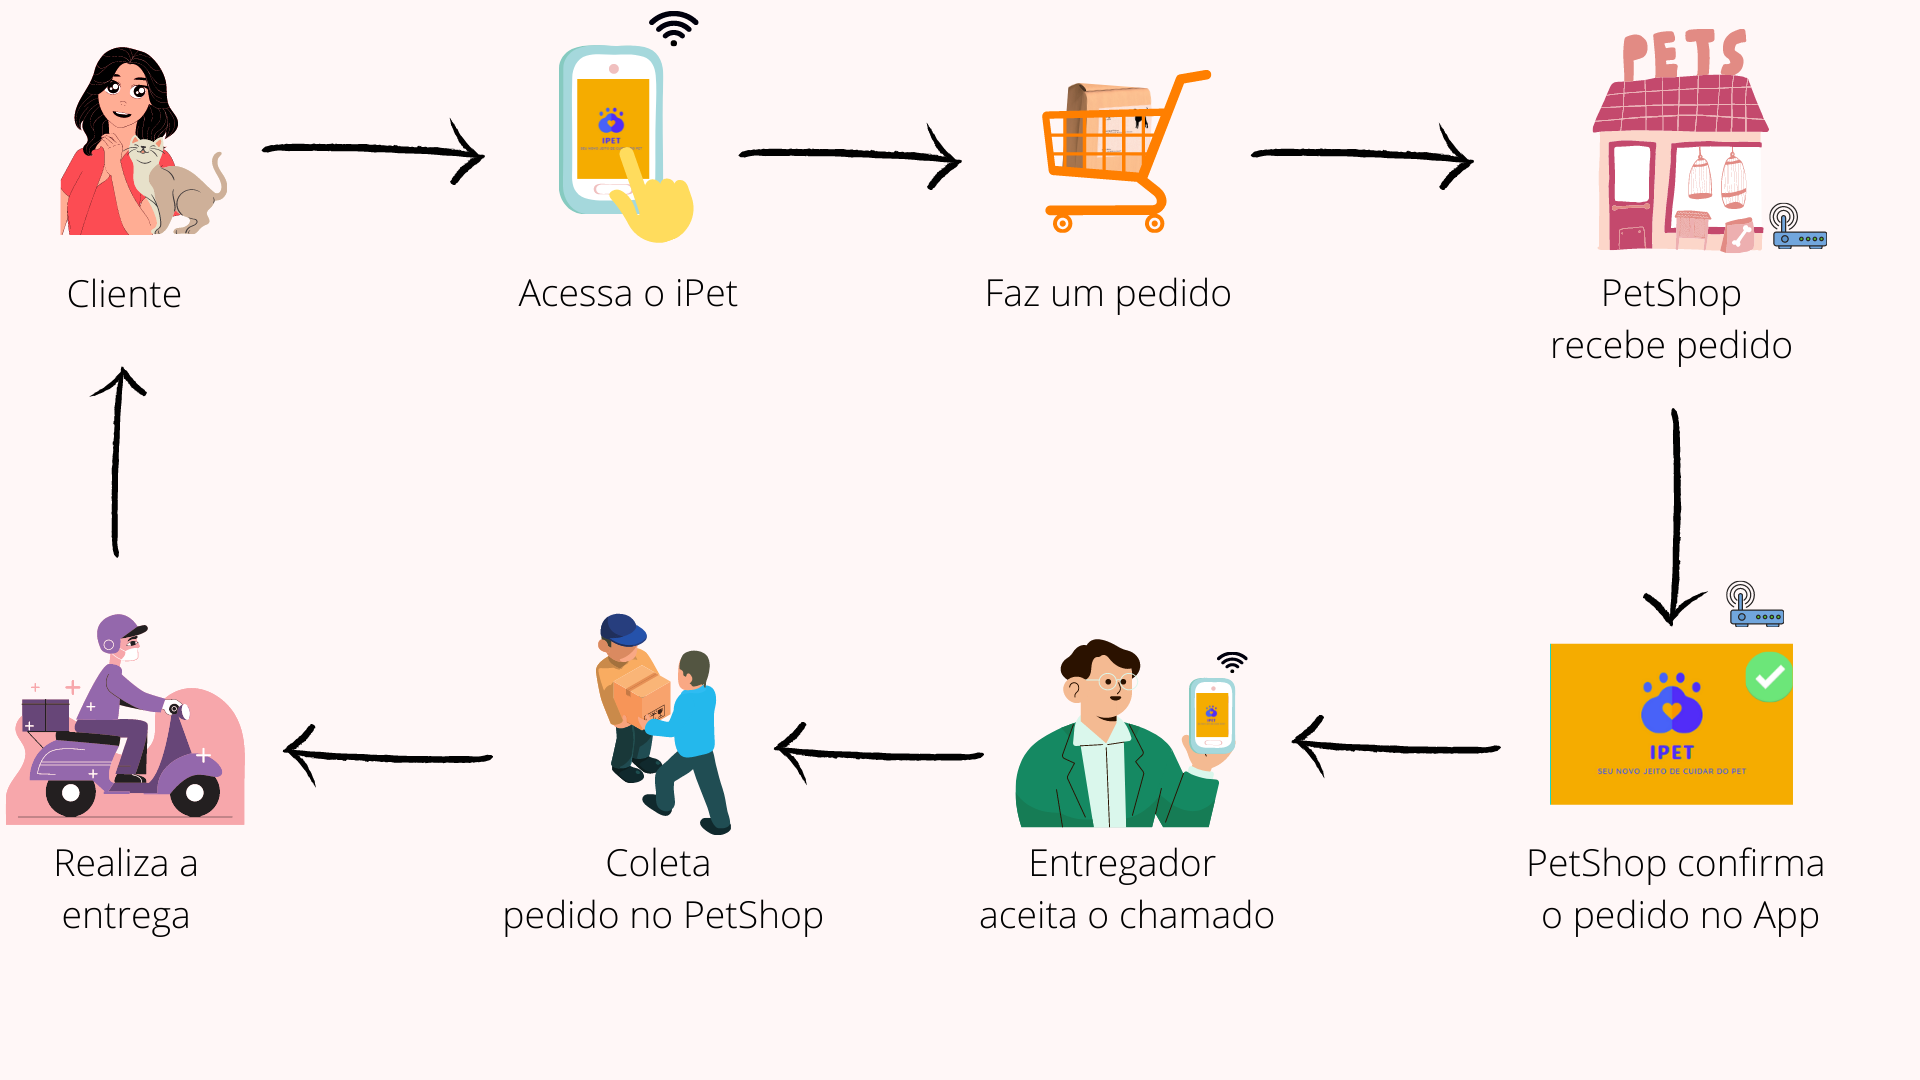 PETS
IPET
Cliente
Acessa o iPet
Faz um pedido
PetShop
recebe pedido
IPET
SEU NOVO JEITO DE CUIDAR DO PET
Realiza a
entrega
Coleta
pedido no PetShop
Entregador
aceita o chamado
PetShop confirma
o pedido no App